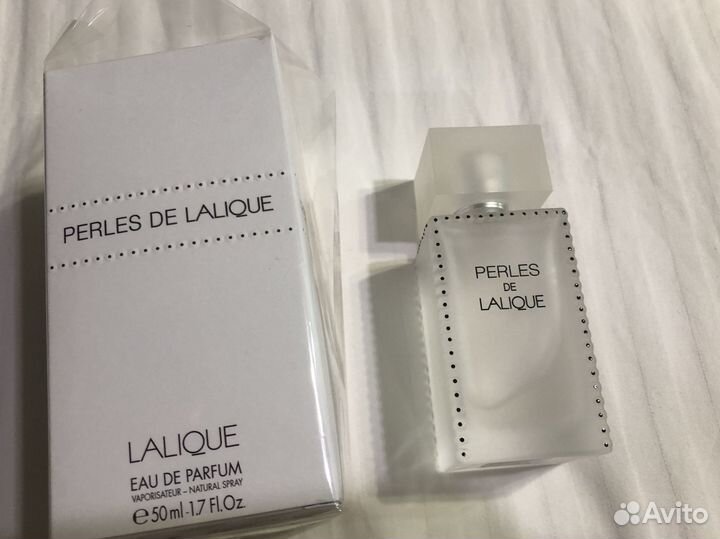 PERLES DE LALIQUE
LALIQUE
EAU DE PARFUM
VAPORISATEUR – NATURAL SPRAY
℮50 ml - 1.7 Fl.Oz.
PERLES
DE
LALIQUE
Avito